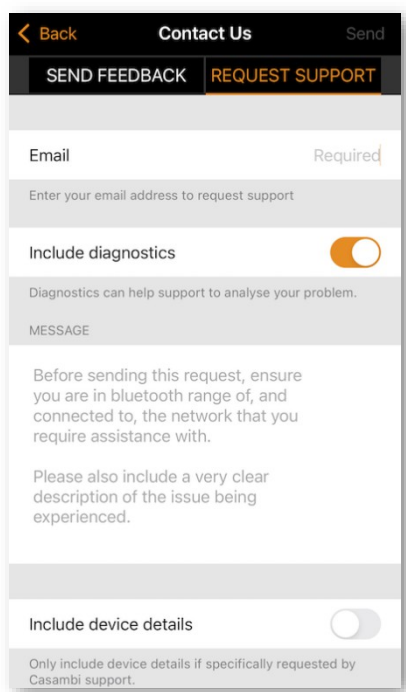 Back Contact Us Send
SEND FEEDBACK REQUEST SUPPORT
Email Required
Enter your email address to request support
Include diagnostics
Diagnostics can help support to analyse your problem.
MESSAGE
Before sending this request, ensure
you are in bluetooth range of, and
connected to, the network that you
require assistance with.
Please also include a very clear
description of the issue being
experienced.
Include device details
Only include device details if specifically requested by
Casambi support.